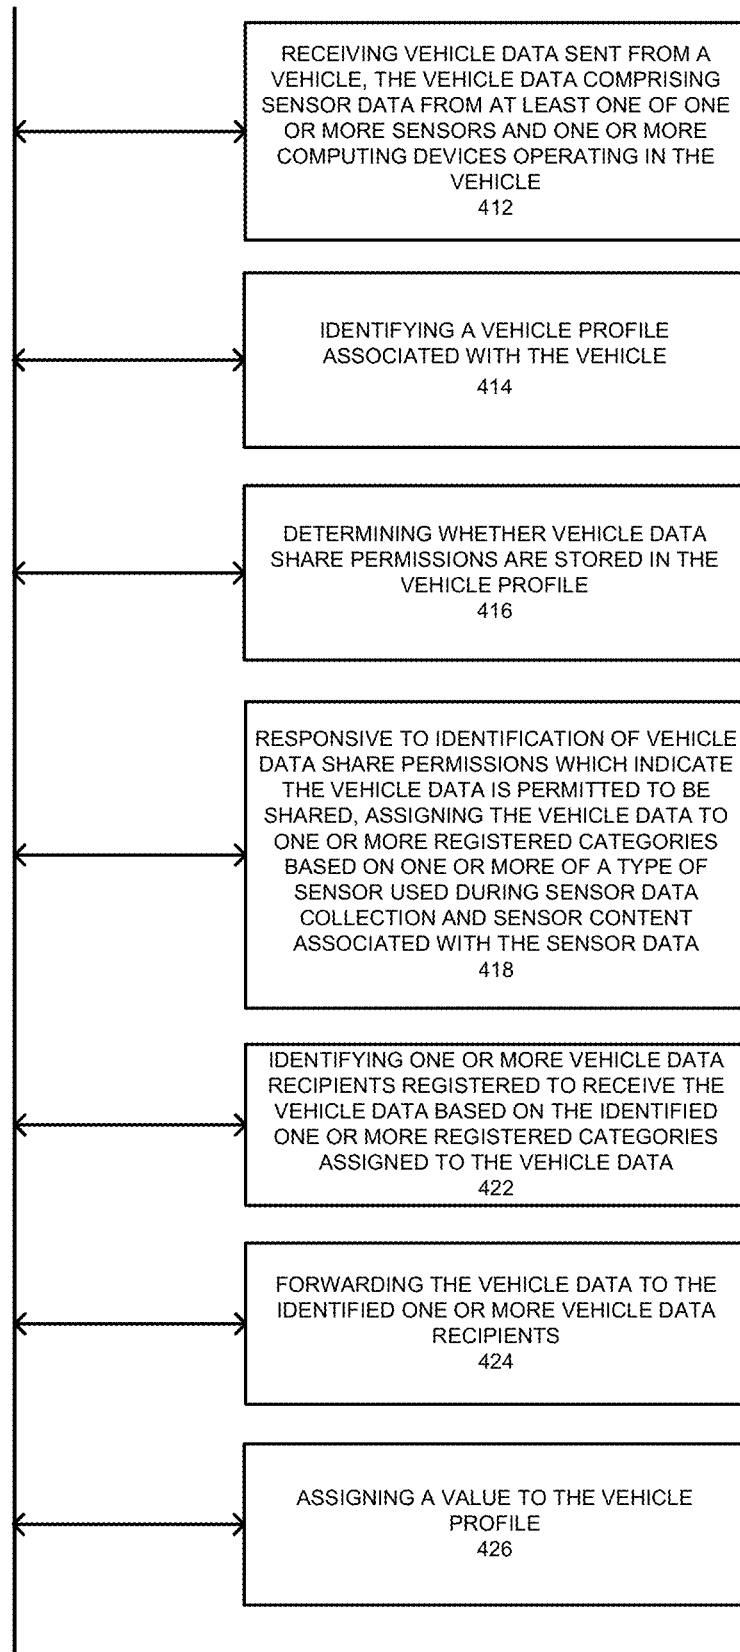 RECEIVING VEHICLE DATA SENT FROM A
VEHICLE, THE VEHICLE DATA COMPRISING
SENSOR DATA FROM AT LEAST ONE OF ONE
OR MORE SENSORS AND ONE OR MORE
COMPUTING DEVICES OPERATING IN THE
VEHICLE
412
IDENTIFYING A VEHICLE PROFILE
ASSOCIATED WITH THE VEHICLE
414
DETERMINING WHETHER VEHICLE DATA
SHARE PERMISSIONS ARE STORED IN THE
VEHICLE PROFILE
416
RESPONSIVE TO IDENTIFICATION OF VEHICLE
DATA SHARE PERMISSIONS WHICH INDICATE
THE VEHICLE DATA IS PERMITTED TO BE
SHARED, ASSIGNING THE VEHICLE DATA TO
ONE OR MORE REGISTERED CATEGORIES
BASED ON ONE OR MORE OF A TYPE OF
SENSOR USED DURING SENSOR DATA
COLLECTION AND SENSOR CONTENT
ASSOCIATED WITH THE SENSOR DATA
418
IDENTIFYING ONE OR MORE VEHICLE DATA
RECIPIENTS REGISTERED TO RECEIVE THE
VEHICLE DATA BASED ON THE IDENTIFIED
ONE OR MORE REGISTERED CATEGORIES
ASSIGNED TO THE VEHICLE DATA
422
FORWARDING THE VEHICLE DATA TO THE
IDENTIFIED ONE OR MORE VEHICLE DATA
RECIPIENTS
424
ASSIGNING A VALUE TO THE VEHICLE
PROFILE
426